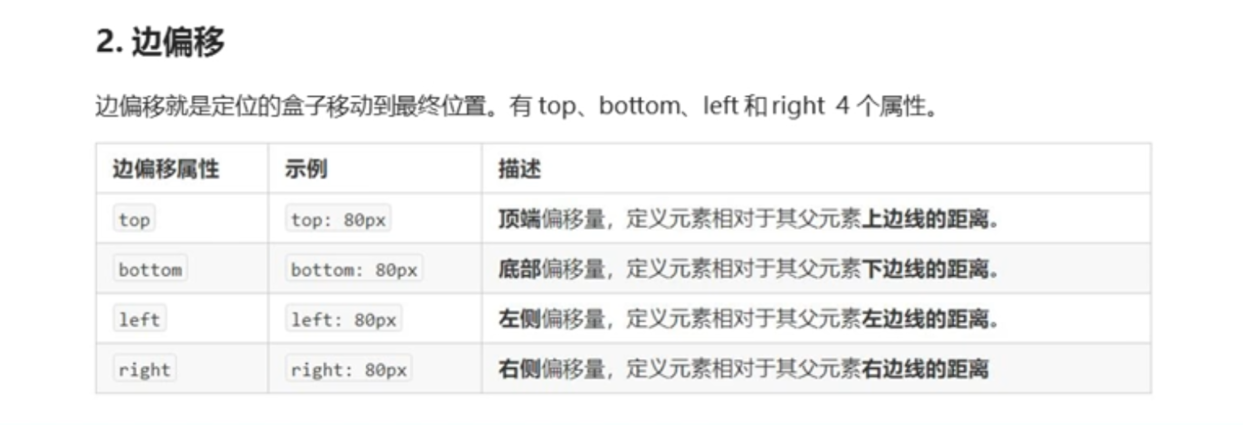 2. 边偏移
边偏移就是定位的盒子移动到最终位置。有 top、bottom、left 和 right 4 个属性。
边偏移属性 示例 描述
top top: 80px 顶端偏移量，定义元素相对于其父元素上边线的距离。
bottom bottom: 80px 底部偏移量，定义元素相对于其父元素下边线的距离。
left left: 80px 左侧偏移量，定义元素相对于其父元素左边线的距离。
right right: 80px 右侧偏移量，定义元素相对于其父元素右边线的距离